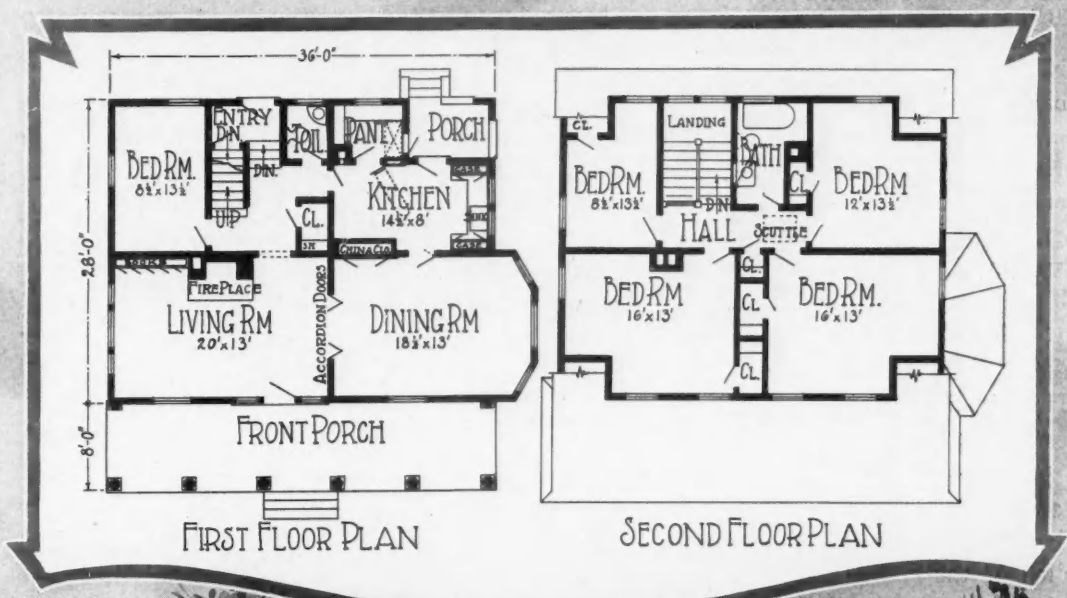 36'-0"
28'-0"
8'-0"
ENTRY
DN.
DN.
TOIL
PANT
PORCH
BED RM.
8½'x13½'
UP
CL.
SH
KITCHEN
14½'x8'
CASE
SINK
CASE
CHINA CLO.
BOOKS
FIREPLACE
LIVING RM
20'x13'
ACCORDION DOORS
DINING RM
18½'x13'
FRONT PORCH
FIRST FLOOR PLAN
CL.
LANDING
BATH
CL
BED RM.
8½'x13½'
DN
BED RM
12'x13½'
HALL
SCUTTLE
CL.
BED RM
16'x13'
CL
BED RM.
16'x13'
CL.
SECOND FLOOR PLAN